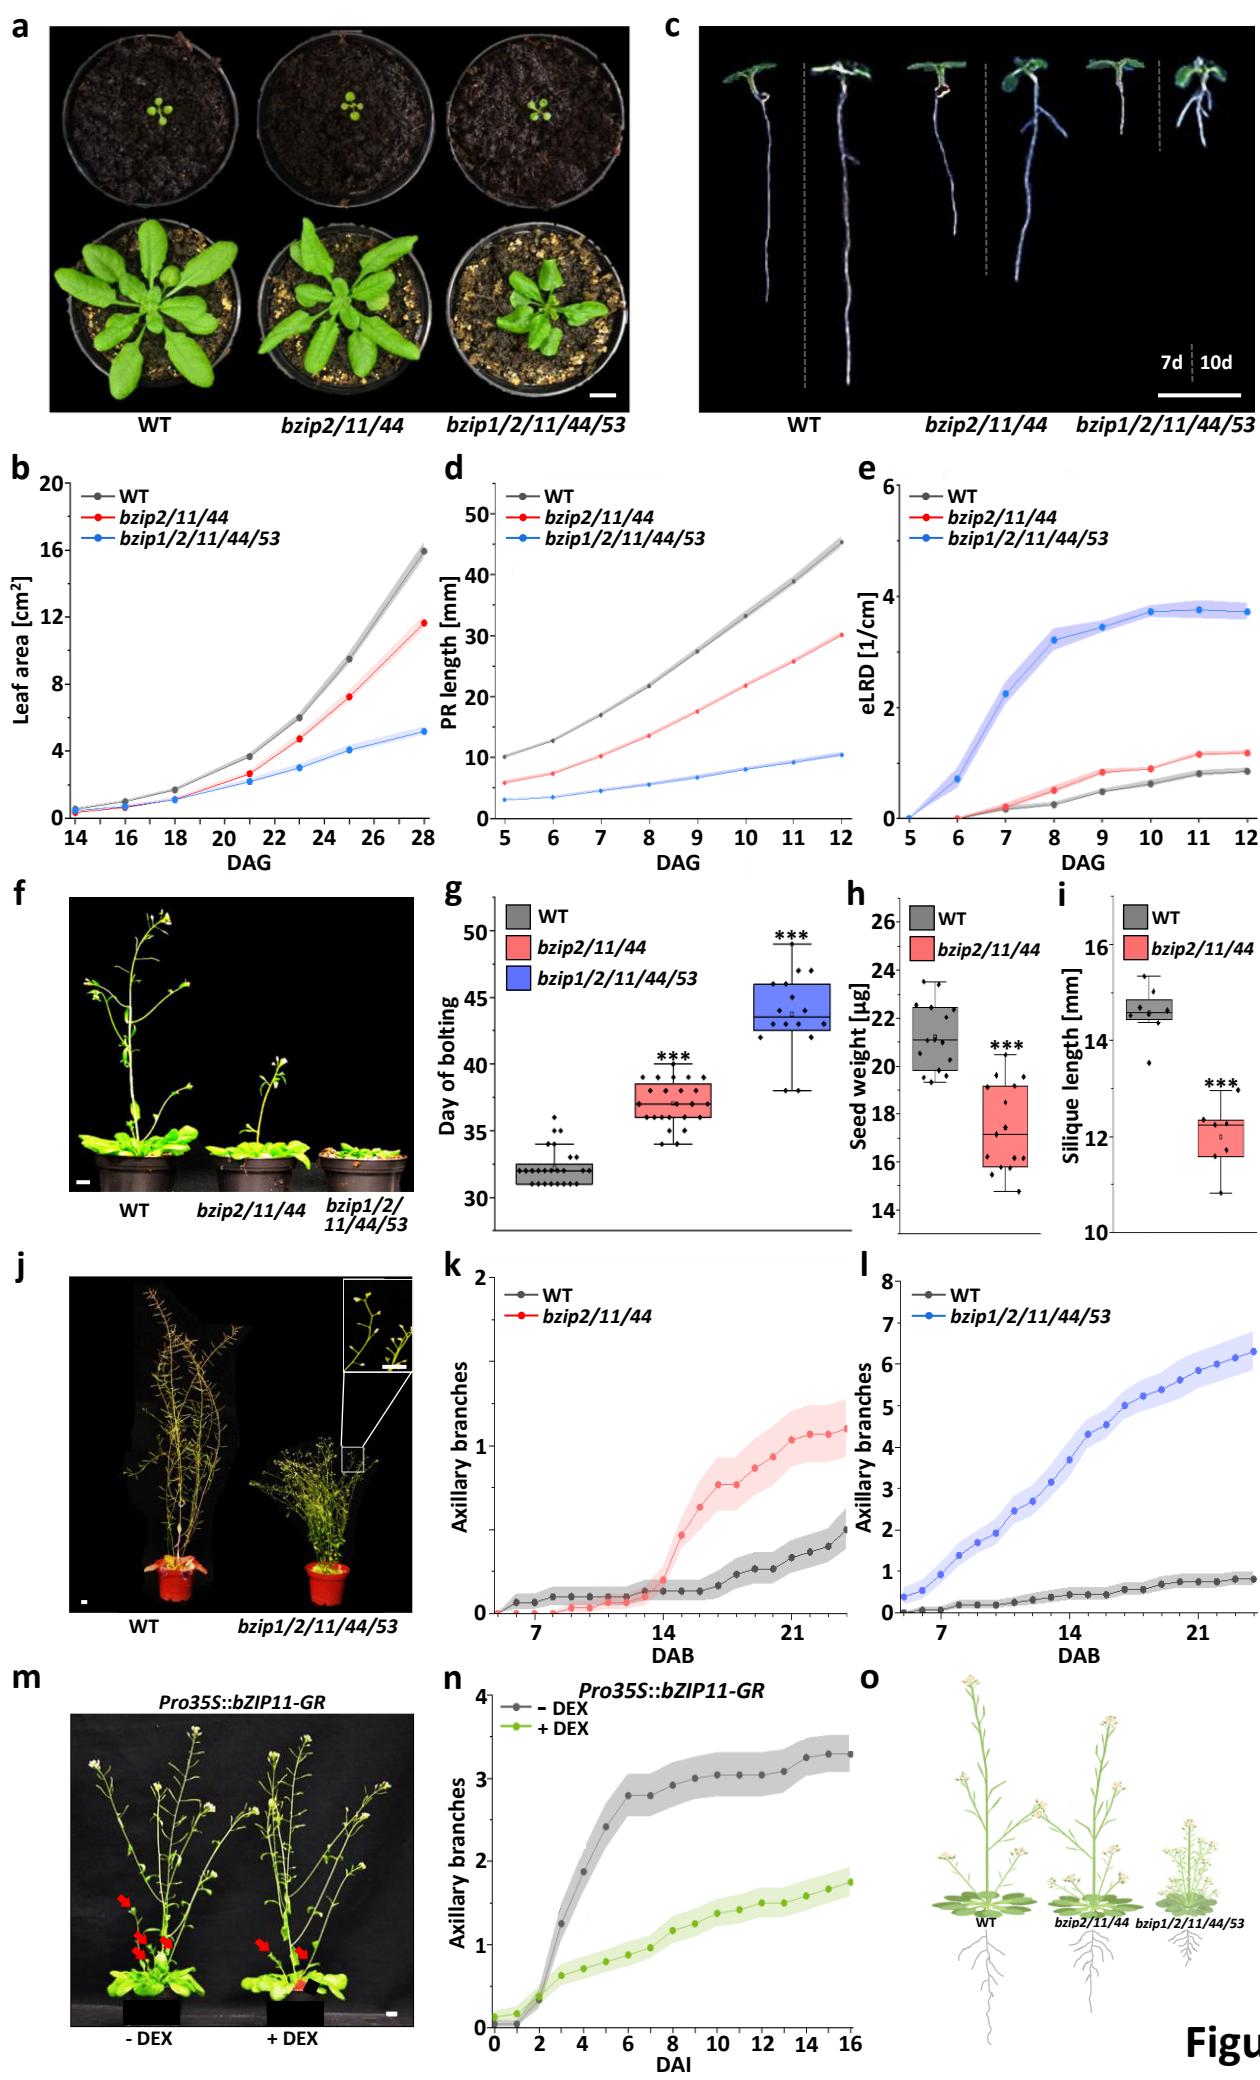 a
WT
bzip2/11/44
bzip1/2/11/44/53
c
7d
10d
WT
bzip2/11/44
bzip1/2/11/44/53
b
20
16
12
8
4
0
Leaf area [cm²]
WT
bzip2/11/44
bzip1/2/11/44/53
14 16 18 20 22 24 26 28
DAG
d
50
40
30
20
10
0
PR length [mm]
WT
bzip2/11/44
bzip1/2/11/44/53
5 6 7 8 9 10 11 12
DAG
e
6
4
2
0
eLRD [1/cm]
WT
bzip2/11/44
bzip1/2/11/44/53
5 6 7 8 9 10 11 12
DAG
f
WT
bzip2/11/44
bzip1/2/
11/44/53
g
50
45
40
35
30
Day of bolting
WT
bzip2/11/44
bzip1/2/11/44/53
***
***
h
26
24
22
20
18
16
14
Seed weight [µg]
WT
bzip2/11/44
***
i
16
14
12
10
Silique length [mm]
WT
bzip2/11/44
***
j
WT
bzip1/2/11/44/53
k
2
1
0
Axillary branches
WT
bzip2/11/44
7 14 21
DAB
l
8
7
6
5
4
3
2
1
0
Axillary branches
WT
bzip1/2/11/44/53
7 14 21
DAB
m
Pro35S::bZIP11-GR
- DEX
+ DEX
n
Pro35S::bZIP11-GR
4
3
2
1
0
Axillary branches
– DEX
+ DEX
0 2 4 6 8 10 12 14 16
DAI
o
WT
bzip2/11/44
bzip1/2/11/44/53
Figu